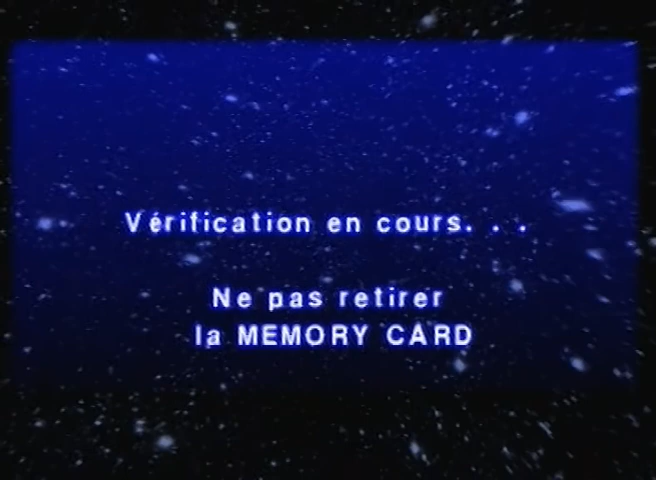 Vérification en cours. . .
Ne pas retirer
la MEMORY CARD